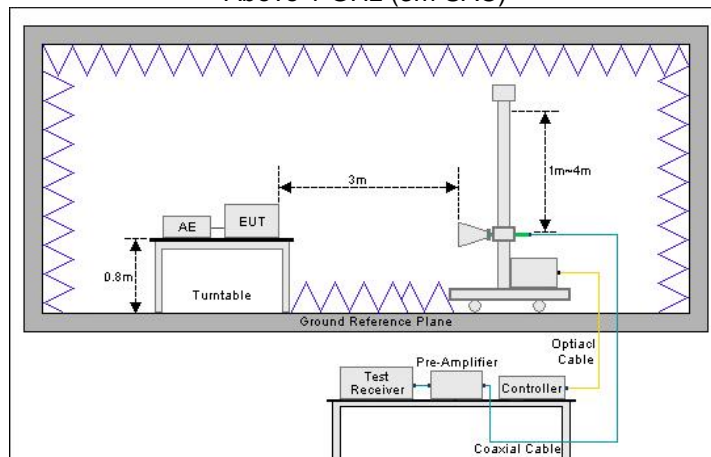 Above 1 GHz (3m SAC)
3m
1m~4m
AE
EUT
0.8m
Turntable
Ground Reference Plane
Optiacl
Cable
Pre-Amplifier
Test
Receiver
Controller
Coaxial Cable